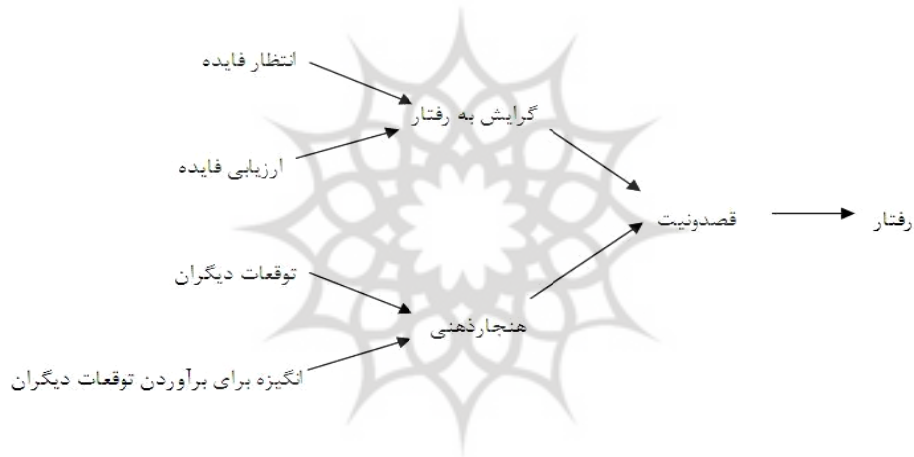 انتظار فایده
گرایش به رفتار
ارزیابی فایده
قصدونیت
رفتار
توقعات دیگران
هنجارذهنی
انگیزه برای برآوردن توقعات دیگران